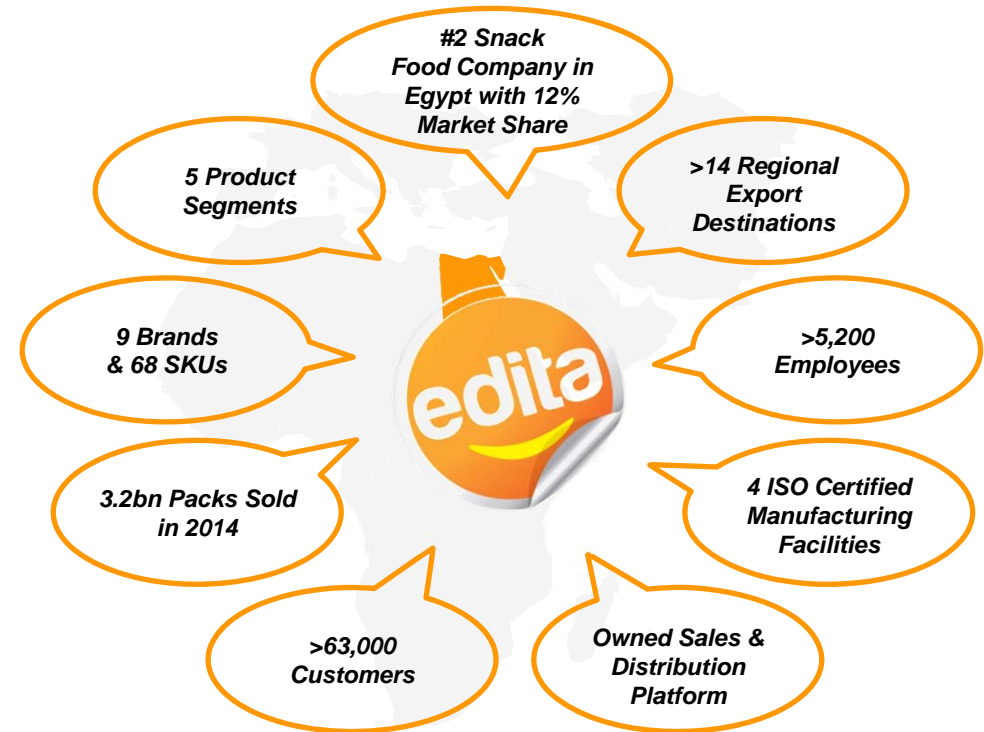 #2 Snack
Food Company in
Egypt with 12%
Market Share
5 Product
Segments
>14 Regional
Export
Destinations
9 Brands
& 68 SKUs
edita
>5,200
Employees
3.2bn Packs Sold
in 2014
4 ISO Certified
Manufacturing
Facilities
>63,000
Customers
Owned Sales &
Distribution
Platform